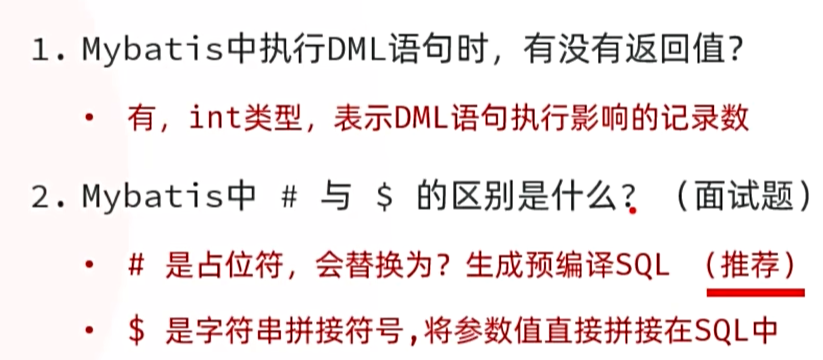 1. Mybatis中执行DML语句时，有没有返回值？
• 有，int类型，表示DML语句执行影响的记录数
2. Mybatis中 # 与 $ 的区别是什么？（面试题）
• # 是占位符，会替换为？生成预编译SQL （推荐）
• $ 是字符串拼接符号,将参数值直接拼接在SQL中